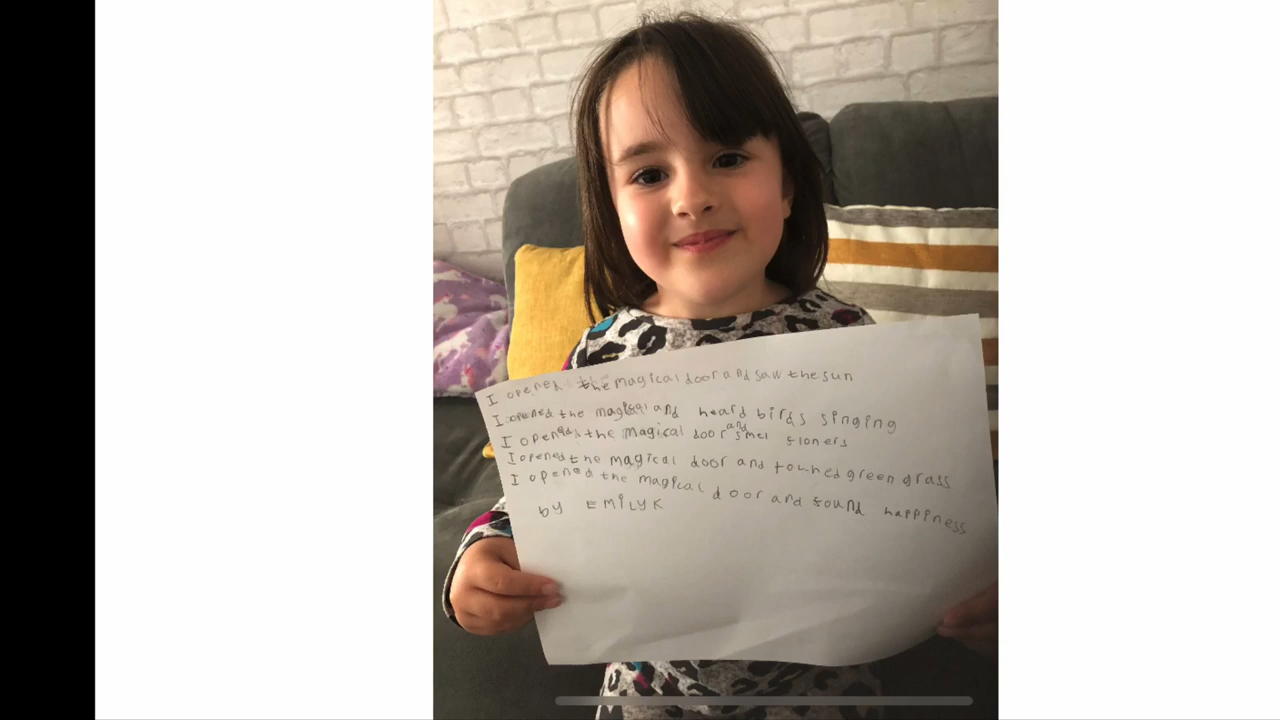 I opened the magical door and saw the sun
I opened the magical and heard birds singing
I opened the magical door and smel flowers
I opened the magical door and touched green grass
I opened the magical door and found happiness
by EMILY K